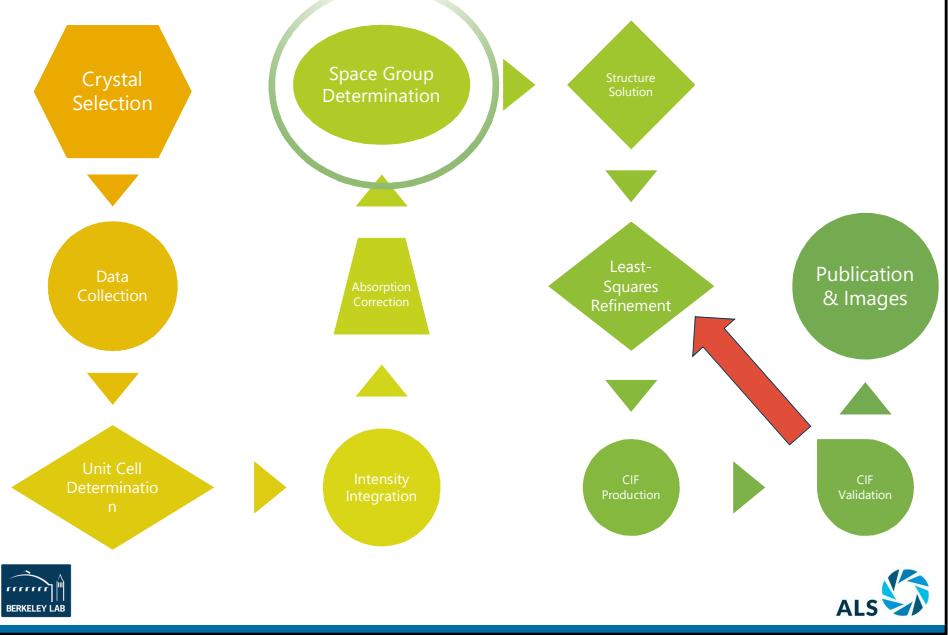 Crystal
Selection
Data
Collection
Unit Cell
Determinatio
n
Intensity
Integration
Absorption
Correction
Space Group
Determination
Structure
Solution
Least-
Squares
Refinement
CIF
Production
CIF
Validation
Publication
& Images
BERKELEY LAB
ALS